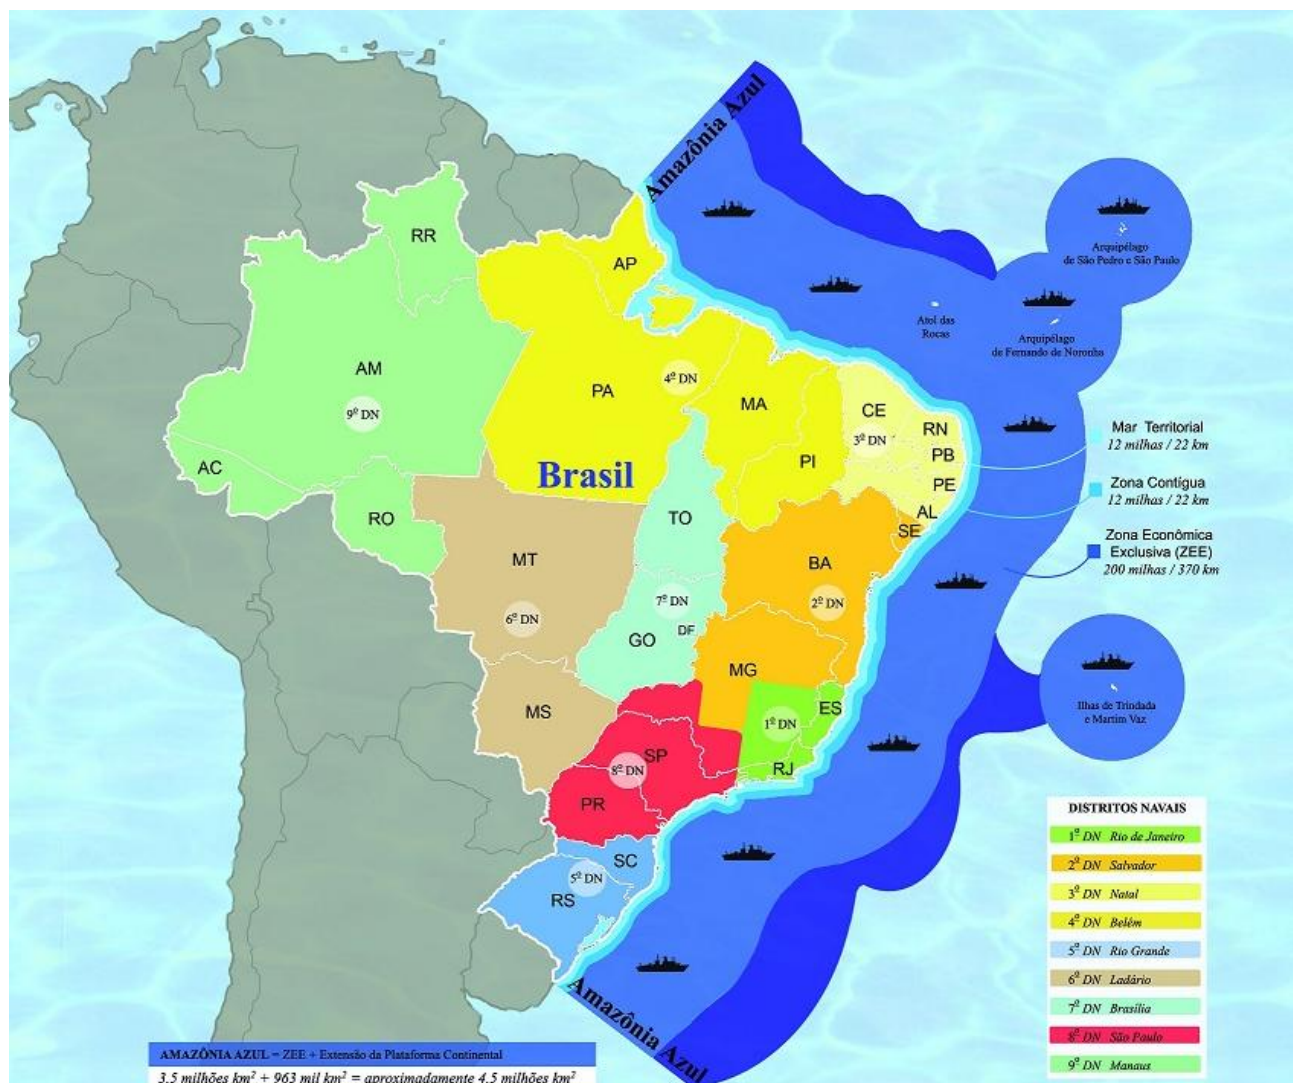 Amazônia Azul
RR
AP
AM
9º DN
PA
4º DN
MA
CE
3º DN
RN
PB
PE
AL
SE
PI
AC
RO
Brasil
TO
MT
6º DN
BA
2º DN
7º DN
GO
DF
MG
MS
ES
1º DN
RJ
SP
8º DN
PR
SC
5º DN
RS
Amazônia Azul
Arquipélago
de São Pedro e São Paulo
Atol das
Rocas
Arquipélago
de Fernando de Noronha
Mar Territorial
12 milhas / 22 km
Zona Contígua
12 milhas / 22 km
Zona Econômica
Exclusiva (ZEE)
200 milhas / 370 km
Ilhas de Trindada
e Martim Vaz
DISTRITOS NAVAIS
1º DN Rio de Janeiro
2º DN Salvador
3º DN Natal
4º DN Belém
5º DN Rio Grande
6º DN Ladário
7º DN Brasília
8º DN São Paulo
9º DN Manaus
AMAZÔNIA AZUL = ZEE + Extensão da Plataforma Continental
3,5 milhões km² + 963 mil km² = aproximadamente 4,5 milhões km²